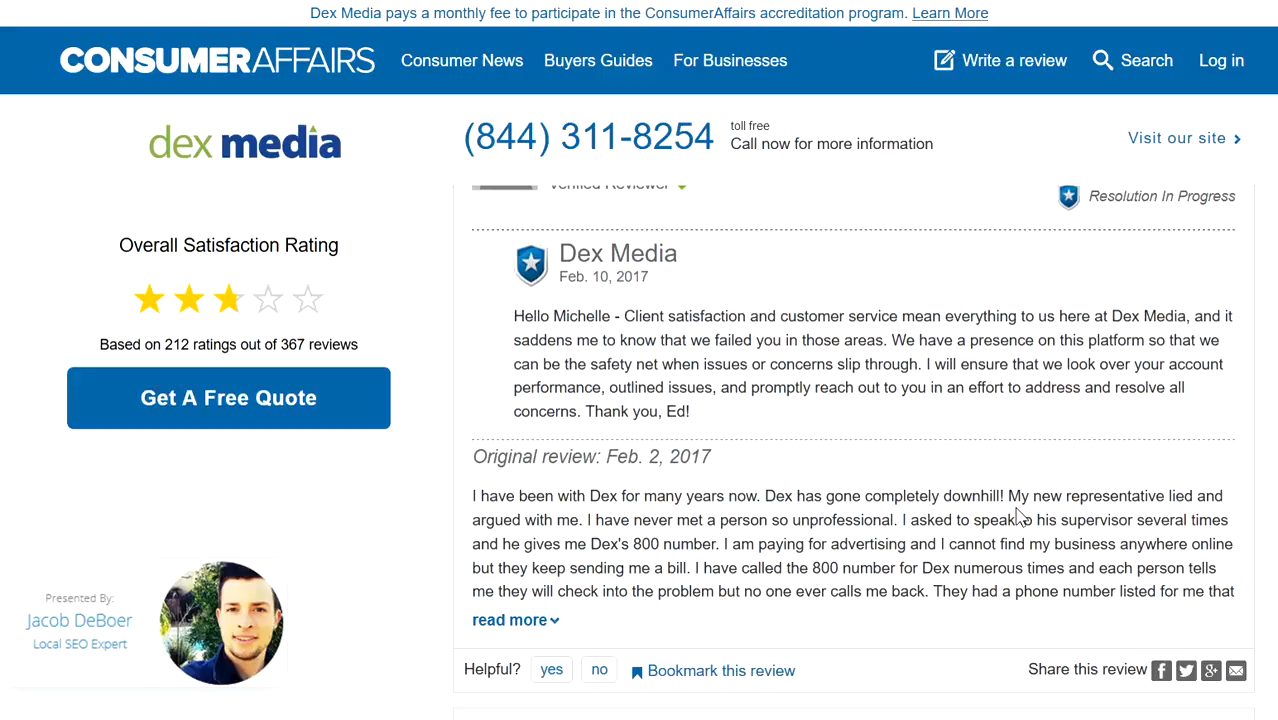 Dex Media pays a monthly fee to participate in the ConsumerAffairs accreditation program. Learn More
CONSUMERAFFAIRS Consumer News Buyers Guides For Businesses Write a review Search Log in
dex media
(844) 311-8254 toll free
Call now for more information
Visit our site
Verified Reviewer
Resolution In Progress
Overall Satisfaction Rating
Based on 212 ratings out of 367 reviews
Get A Free Quote
Dex Media
Feb. 10, 2017
Hello Michelle - Client satisfaction and customer service mean everything to us here at Dex Media, and it
saddens me to know that we failed you in those areas. We have a presence on this platform so that we
can be the safety net when issues or concerns slip through. I will ensure that we look over your account
performance, outlined issues, and promptly reach out to you in an effort to address and resolve all
concerns. Thank you, Ed!
Original review: Feb. 2, 2017
I have been with Dex for many years now. Dex has gone completely downhill! My new representative lied and
argued with me. I have never met a person so unprofessional. I asked to speak to his supervisor several times
and he gives me Dex's 800 number. I am paying for advertising and I cannot find my business anywhere online
but they keep sending me a bill. I have called the 800 number for Dex numerous times and each person tells
me they will check into the problem but no one ever calls me back. They had a phone number listed for me that
read more
Helpful? yes no Bookmark this review Share this review
Presented By:
Jacob DeBoer
Local SEO Expert